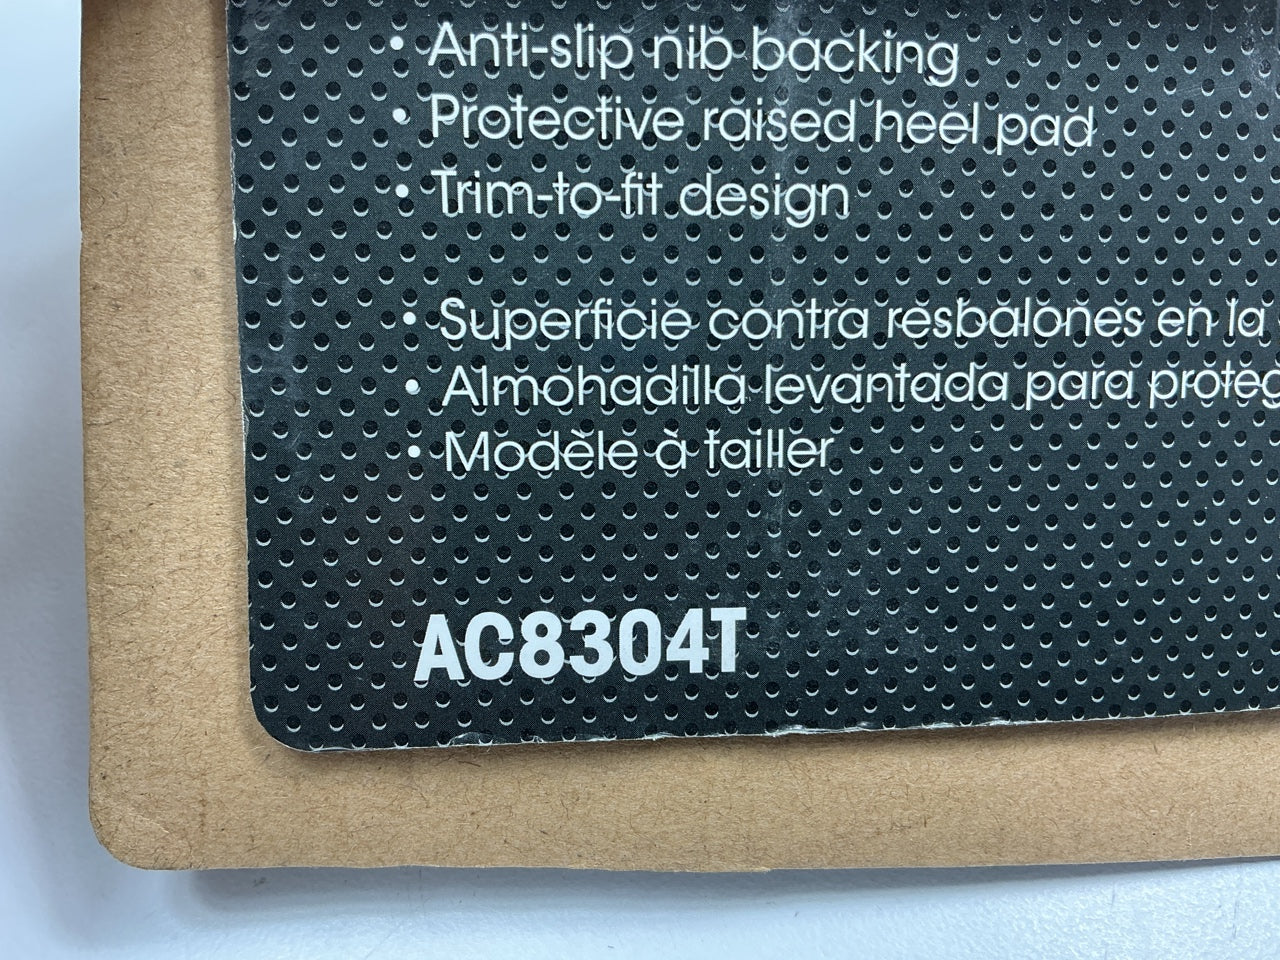 • Anti-slip nib backing
• Protective raised heel pad
• Trim-to-fit design
• Superficie contra resbalones en la
• Almohadilla levantada para proteg
• Modèle à tailler
AC8304T